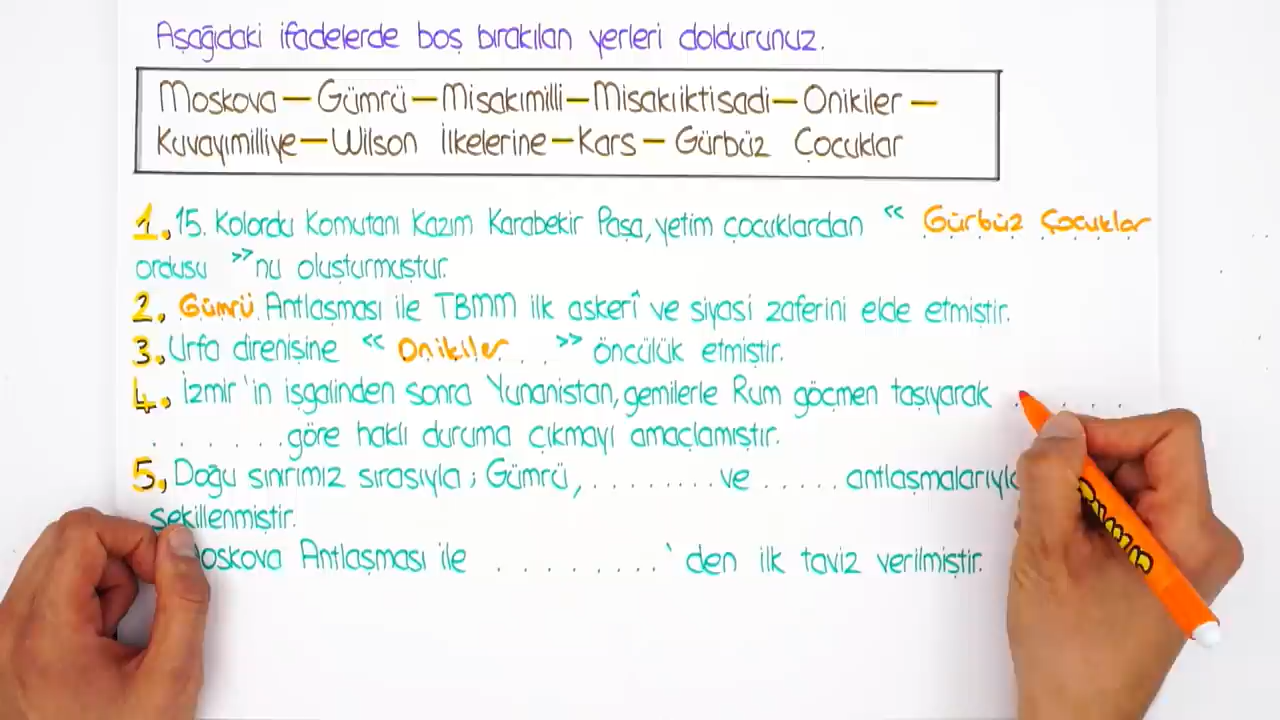 Aşağıdaki ifadelerde boş bırakılan yerleri doldurunuz.
Moskova — Gümrü — Misakımilli — Misakıiktisadi — Onikiler —
Kuvayımilliye — Wilson İlkelerine — Kars — Gürbüz Çocuklar
1. 15. Kolordu Komutanı Kazım Karabekir Paşa, yetim çocuklardan << Gürbüz Çocuklar
ordusu >> nu oluşturmuştur.
2. Gümrü Antlaşması ile TBMM ilk askerî ve siyasi zaferini elde etmiştir.
3. Urfa direnişine << Onikiler . . >> öncülük etmiştir.
4. İzmir'in işgalinden sonra Yunanistan, gemilerle Rum göçmen taşıyarak . . . .
. . . . . . göre haklı duruma çıkmayı amaçlamıştır.
5. Doğu sınırımız sırasıyla; Gümrü, . . . . . . . . ve . . . . . antlaşmalarıyla
şekillenmiştir.
Antlaşması ile . . . . . . . . 'den ilk taviz verilmiştir.